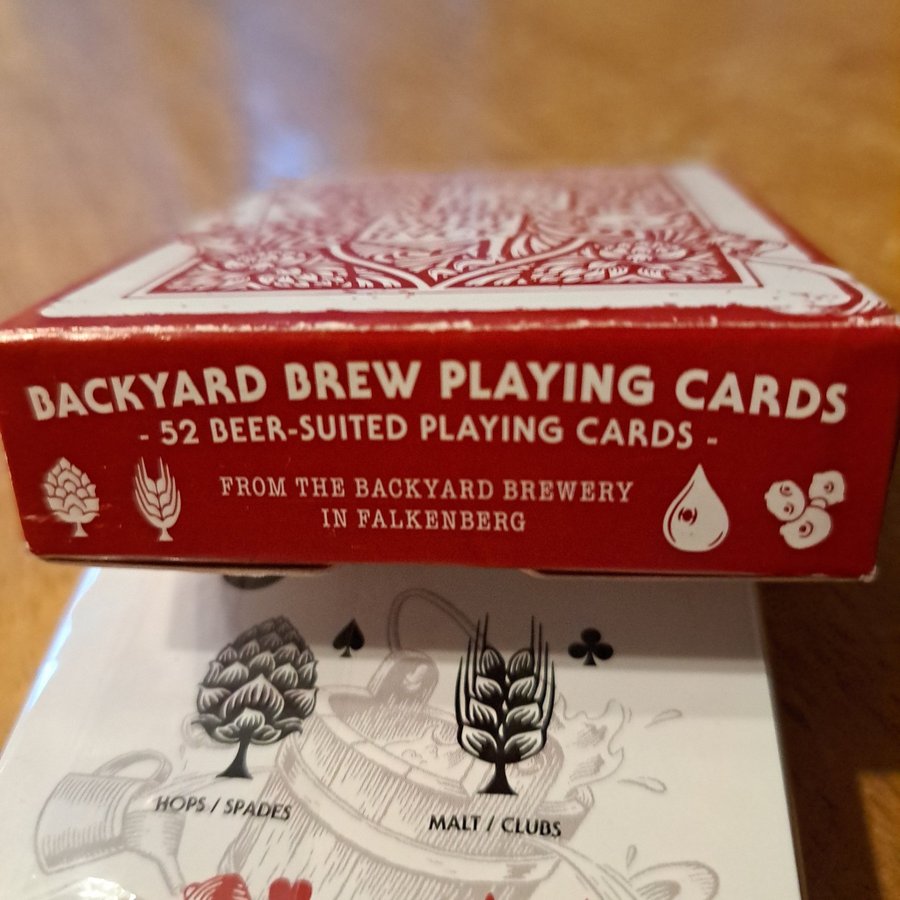 BACKYARD BREW PLAYING CARDS
- 52 BEER-SUITED PLAYING CARDS -
FROM THE BACKYARD BREWERY
IN FALKENBERG
HOPS / SPADES
MALT / CLUBS